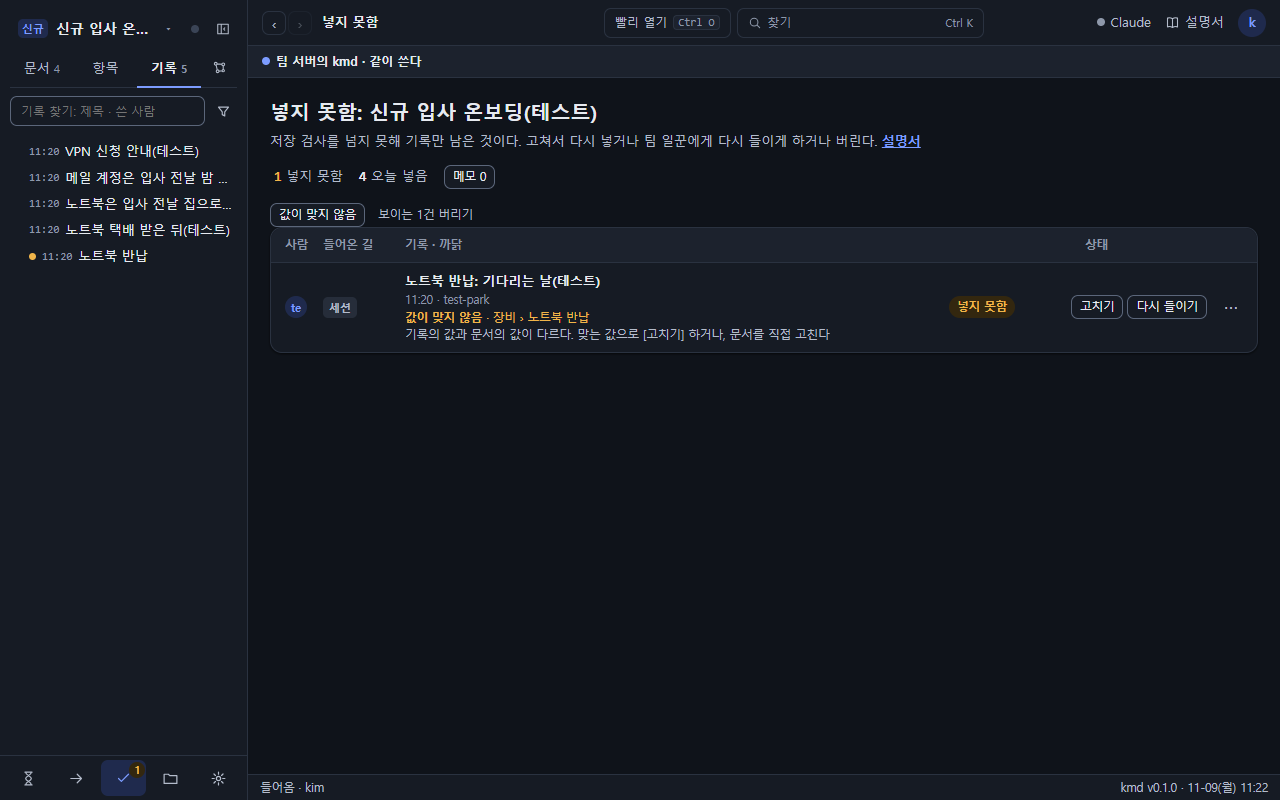 신규 신규 입사 온...
문서 4 항목 기록 5
기록 찾기: 제목 · 쓴 사람
11:20 VPN 신청 안내(테스트)
11:20 메일 계정은 입사 전날 밤 ...
11:20 노트북은 입사 전날 집으로...
11:20 노트북 택배 받은 뒤(테스트)
11:20 노트북 반납
1
넣지 못함
빨리 열기 Ctrl O
찾기 Ctrl K
Claude
설명서
k
팀 서버의 kmd · 같이 쓴다
넣지 못함: 신규 입사 온보딩(테스트)
저장 검사를 넘지 못해 기록만 남은 것이다. 고쳐서 다시 넣거나 팀 일꾼에게 다시 들이게 하거나 버린다. 설명서
1 넣지 못함 4 오늘 넣음 메모 0
값이 맞지 않음 보이는 1건 버리기
사람 들어온 길 기록 · 까닭 상태
te 세션
노트북 반납: 기다리는 날(테스트)
11:20 · test-park
값이 맞지 않음 · 장비 › 노트북 반납
기록의 값과 문서의 값이 다르다. 맞는 값으로 [고치기] 하거나, 문서를 직접 고친다
넣지 못함
고치기 다시 들이기 ...
들어옴 · kim
kmd v0.1.0 · 11-09(월) 11:22